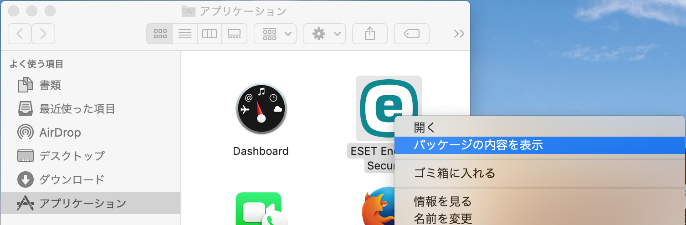 アプリケーション
よく使う項目
書類
最近使った項目
AirDrop
デスクトップ
ダウンロード
アプリケーション
Dashboard
e
ESET En
Secur
開く
パッケージの内容を表示
ゴミ箱に入れる
情報を見る
名前を変更